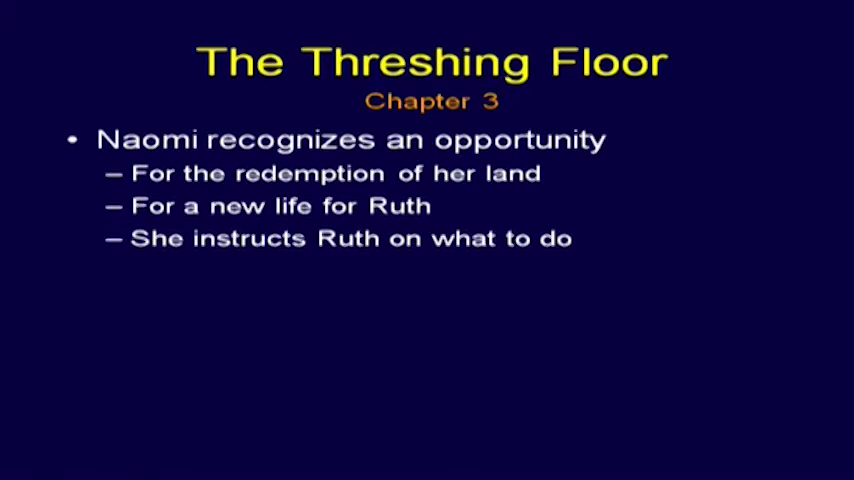 The Threshing Floor
Chapter 3
• Naomi recognizes an opportunity
– For the redemption of her land
– For a new life for Ruth
– She instructs Ruth on what to do